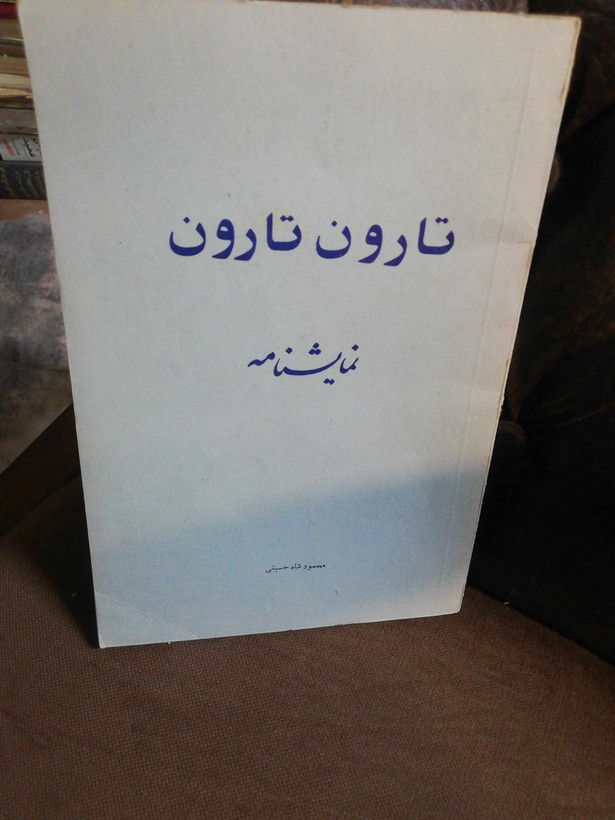 تارون تارون
نمایشنامه
محمود شاه حسینی